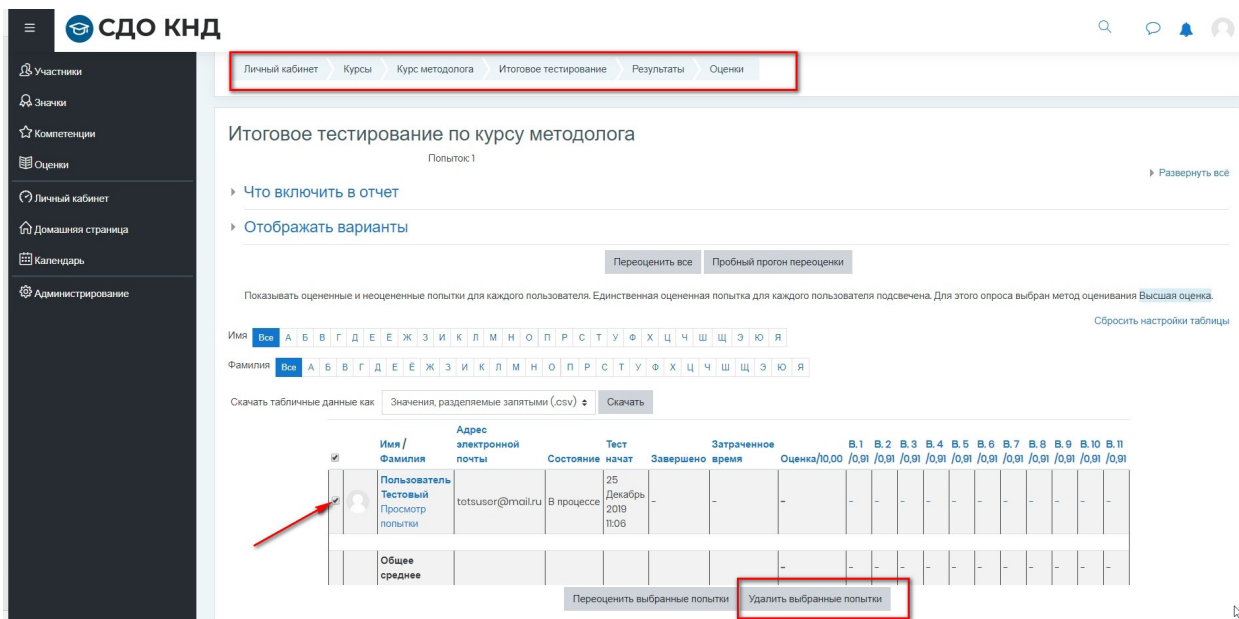 СДО КНД
Участники
Значки
Компетенции
Оценки
Личный кабинет
Домашняя страница
Календарь
Администрирование
Личный кабинет Курсы Курс методолога Итоговое тестирование Результаты Оценки
Итоговое тестирование по курсу методолога
Попыток: 1
Развернуть всё
Что включить в отчет
Отображать варианты
Переоценить все Пробный прогон переоценки
Показывать оцененные и неоцененные попытки для каждого пользователя. Единственная оцененная попытка для каждого пользователя подсвечена. Для этого опроса выбран метод оценивания Высшая оценка.
Сбросить настройки таблицы
Имя Все А Б В Г Д Е Ё Ж З И К Л М Н О П Р С Т У Ф Х Ц Ч Ш Щ Э Ю Я
Фамилия Все А Б В Г Д Е Ё Ж З И К Л М Н О П Р С Т У Ф Х Ц Ч Ш Щ Э Ю Я
Скачать табличные данные как Значения, разделяемые запятыми (.csv) Скачать
Адрес
Имя / электронной Тест Затраченное В. 1 В. 2 В. 3 В. 4 В. 5 В. 6 В. 7 В. 8 В. 9 В. 10 В. 11
Фамилия почты Состояние начат Завершено время Оценка/10,00 /0,91 /0,91 /0,91 /0,91 /0,91 /0,91 /0,91 /0,91 /0,91 /0,91 /0,91
Пользователь 25
Тестовый Декабрь
Просмотр totsusor@mail.ru В процессе 2019 - - - - - - - - - - - - - -
попытки 11:06
Общее
среднее - - - - - - - - - - - -
Переоценить выбранные попытки Удалить выбранные попытки